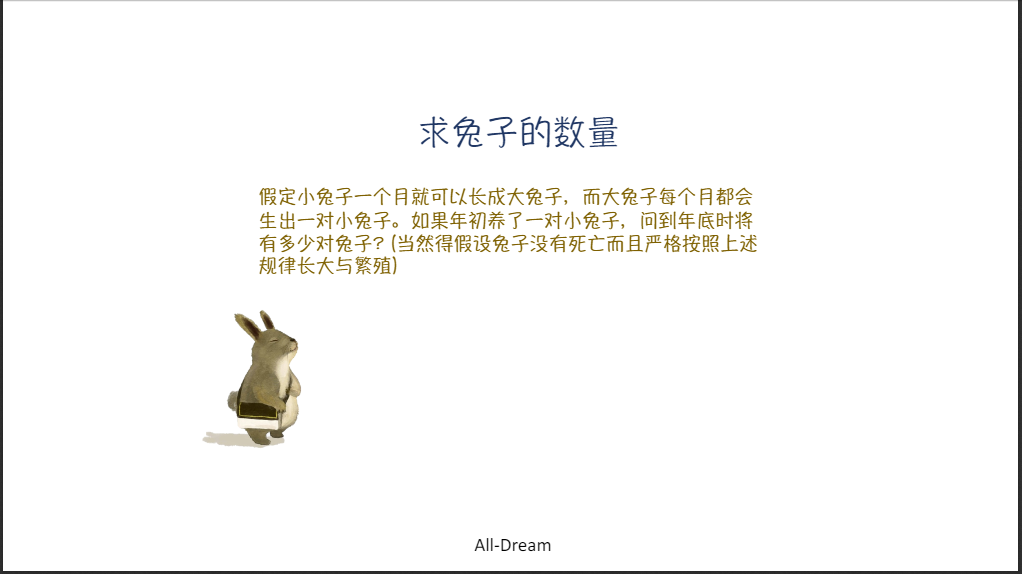 求兔子的数量
假定小兔子一个月就可以长成大兔子，而大兔子每个月都会
生出一对小兔子。如果年初养了一对小兔子，问到年底时将
有多少对兔子? (当然得假设兔子没有死亡而且严格按照上述
规律长大与繁殖)
All-Dream